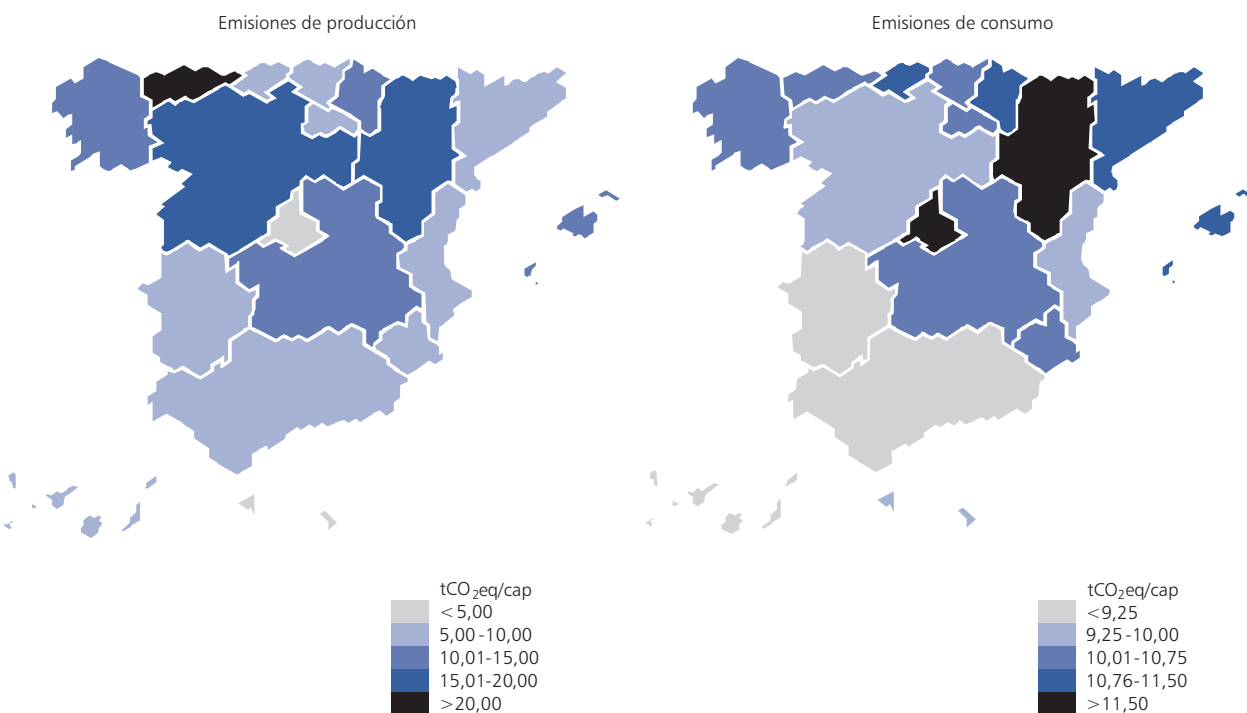 Emisiones de producción
Emisiones de consumo
tCO2eq/cap
<5,00
5,00-10,00
10,01-15,00
15,01-20,00
>20,00
tCO2eq/cap
<9,25
9,25-10,00
10,01-10,75
10,76-11,50
>11,50